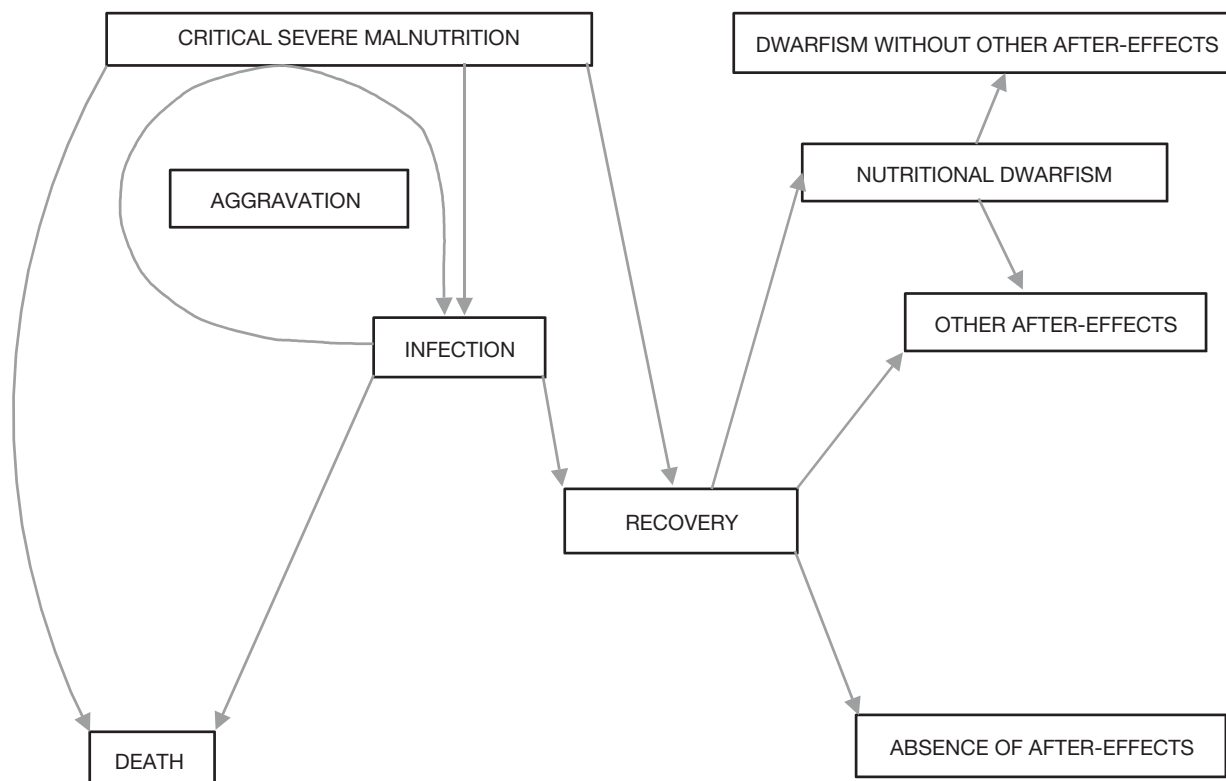 CRITICAL SEVERE MALNUTRITION
DWARFISM WITHOUT OTHER AFTER-EFFECTS
NUTRITIONAL DWARFISM
AGGRAVATION
OTHER AFTER-EFFECTS
INFECTION
RECOVERY
ABSENCE OF AFTER-EFFECTS
DEATH